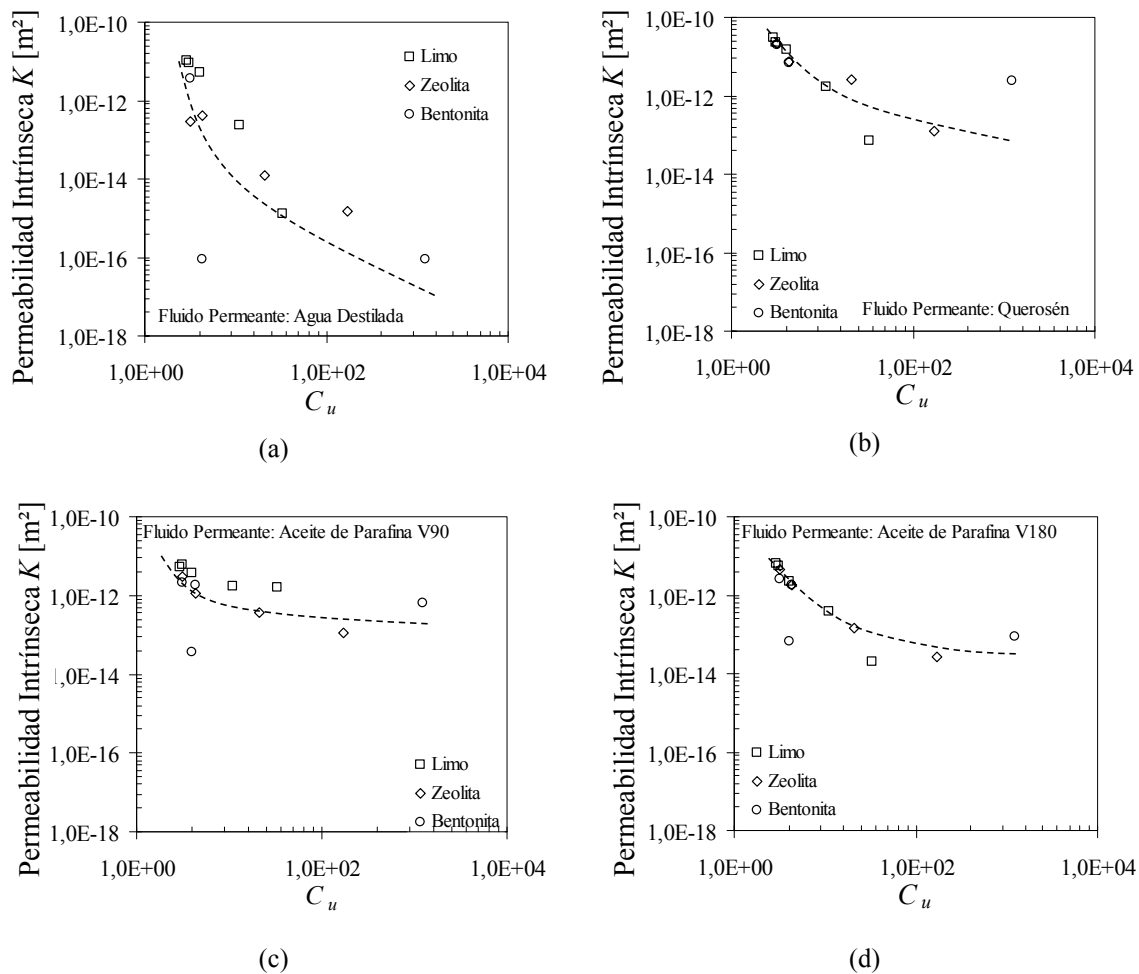 Permeabilidad Intrínseca K [m²]
1,0E-10
1,0E-12
1,0E-14
1,0E-16
1,0E-18
Limo
Zeolita
Bentonita
Fluido Permeante: Agua Destilada
1,0E+00
1,0E+02
1,0E+04
C u
(a)
Permeabilidad Intrínseca K [m²]
1,0E-10
1,0E-12
1,0E-14
1,0E-16
1,0E-18
Limo
Zeolita
Bentonita
Fluido Permeante: Querosén
1,0E+00
1,0E+02
1,0E+04
C u
(b)
Permeabilidad Intrínseca K [m²]
1,0E-10
1,0E-12
1,0E-14
1,0E-16
1,0E-18
Fluido Permeante: Aceite de Parafina V90
Limo
Zeolita
Bentonita
1,0E+00
1,0E+02
1,0E+04
C u
(c)
Permeabilidad Intrínseca K [m²]
1,0E-10
1,0E-12
1,0E-14
1,0E-16
1,0E-18
Fluido Permeante: Aceite de Parafina V180
Limo
Zeolita
Bentonita
1,0E+00
1,0E+02
1,0E+04
C u
(d)